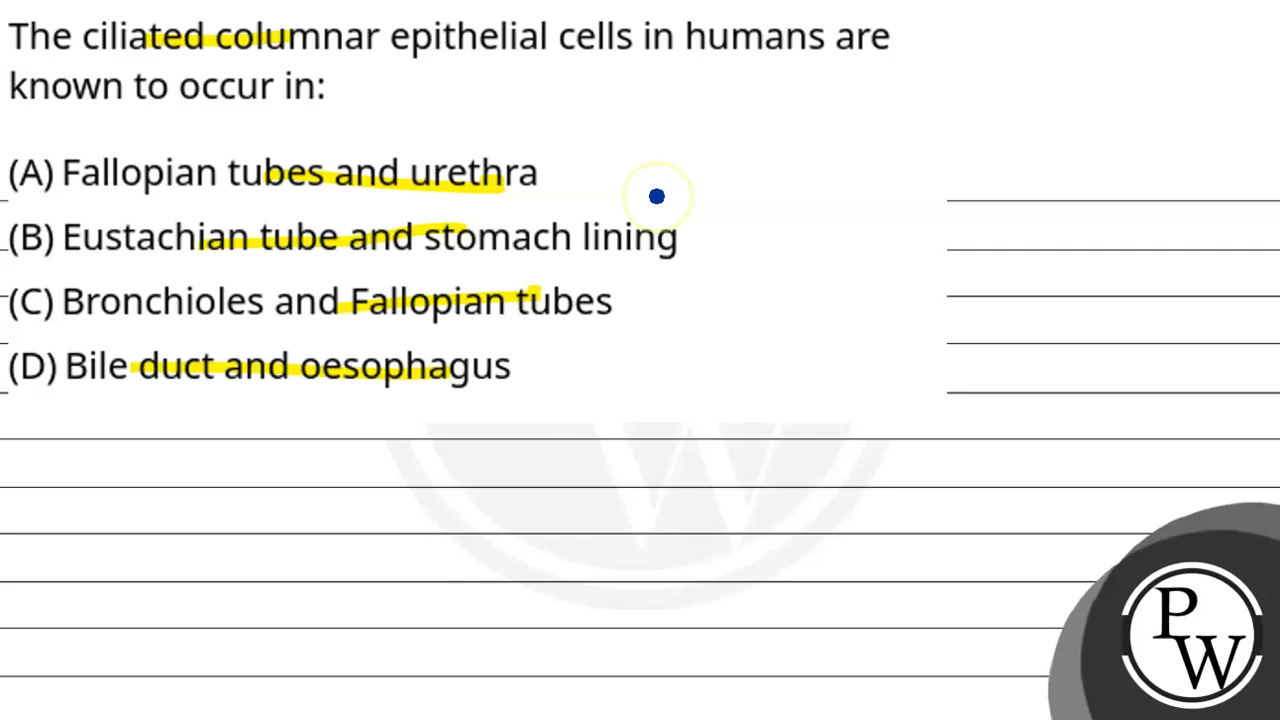 The ciliated columnar epithelial cells in humans are
known to occur in:
(A) Fallopian tubes and urethra
(B) Eustachian tube and stomach lining
(C) Bronchioles and Fallopian tubes
(D) Bile duct and oesophagus
W
P
W